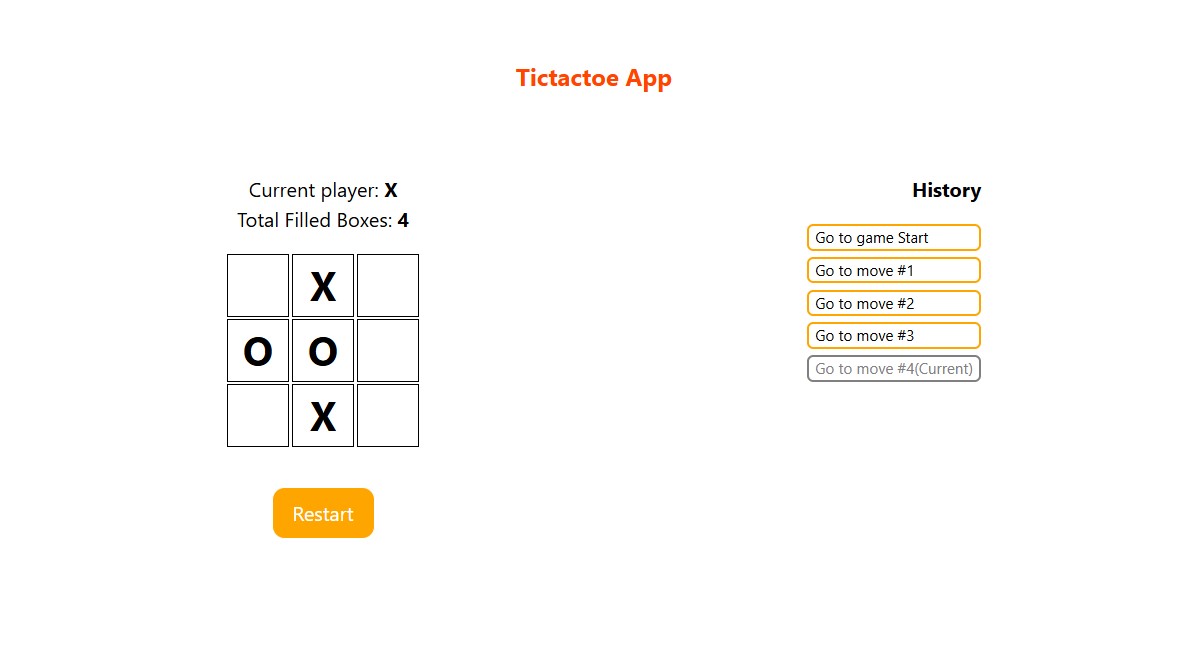 Tictactoe App
Current player: X
Total Filled Boxes: 4
X
O O
X
Restart
History
Go to game Start
Go to move #1
Go to move #2
Go to move #3
Go to move #4(Current)